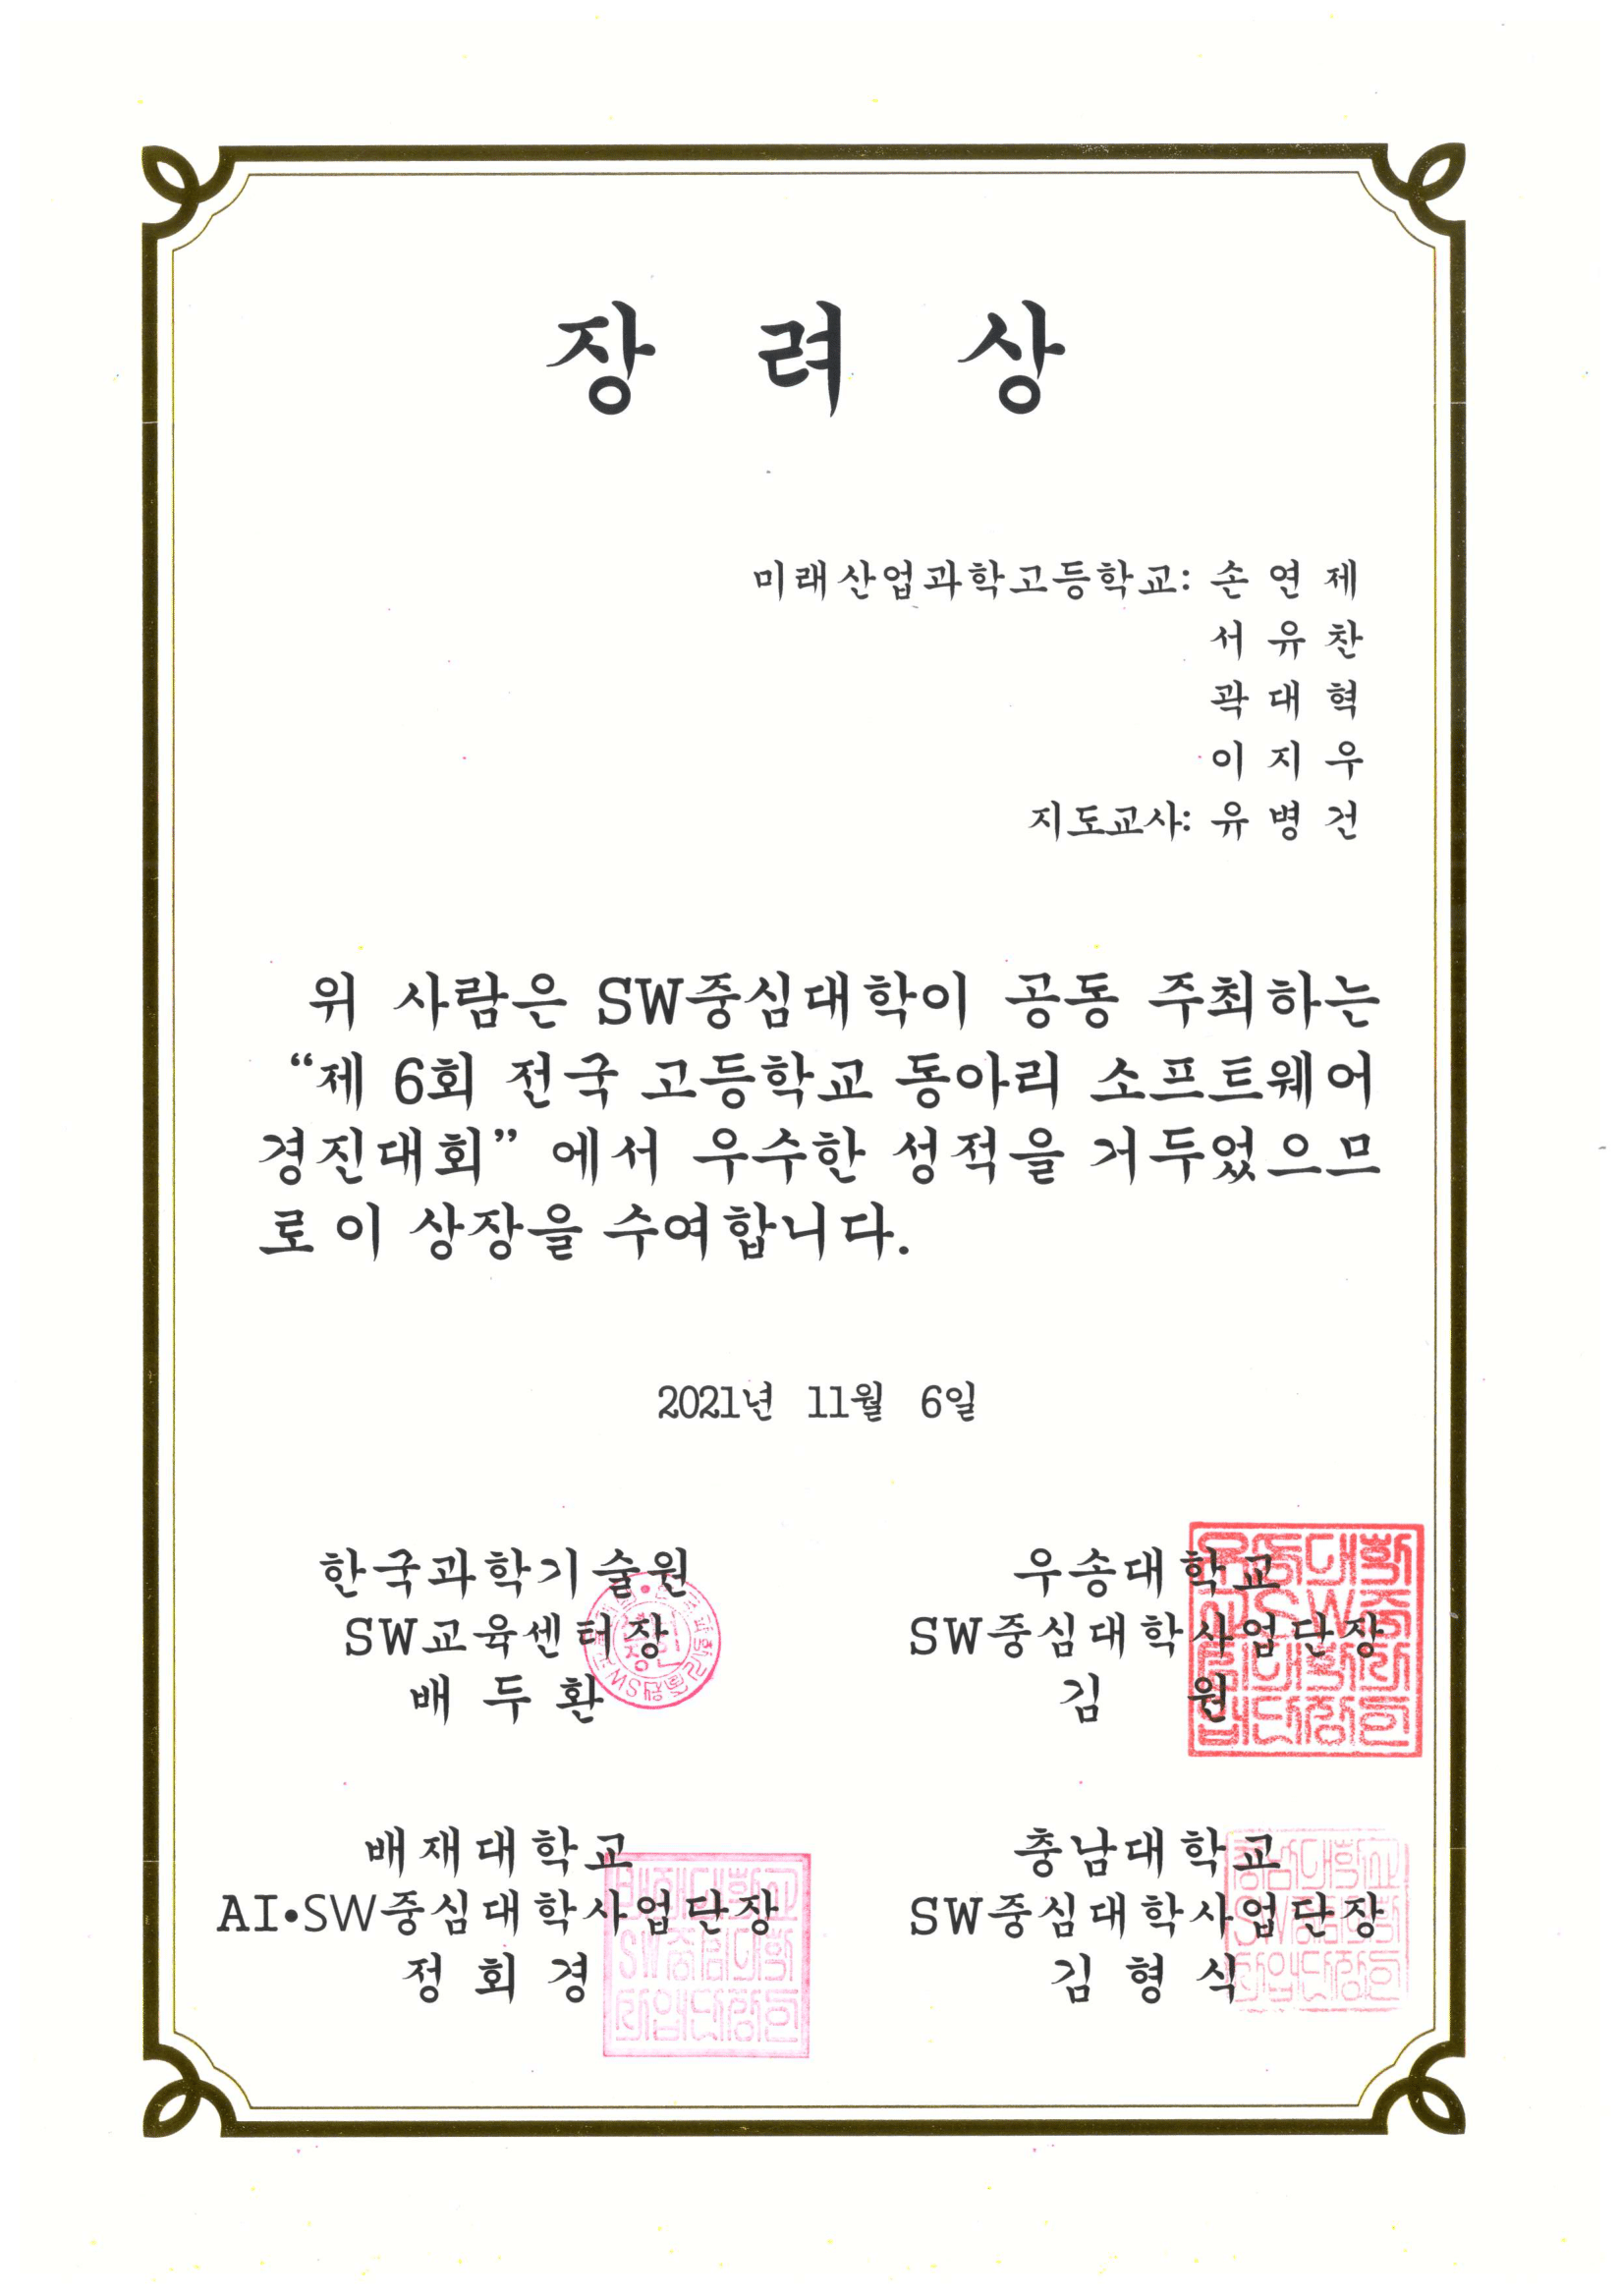 장 려 상
미래산업과학고등학교: 손 연 제
서 유 찬
곽 대 혁
이 지 우
지도교사: 유 병 건
위 사람은 SW중심대학이 공동 주최하는
“제 6회 전국 고등학교 동아리 소프트웨어
경진대회” 에서 우수한 성적을 거두었으므
로 이 상장을 수여합니다.
2021년 11월 6일
한국과학기술원
SW교육센터장
배 두 환
우송대학교
SW중심대학사업단장
김 원
배재대학교
AI•SW중심대학사업단장
정 회 경
충남대학교
SW중심대학사업단장
김 형 식